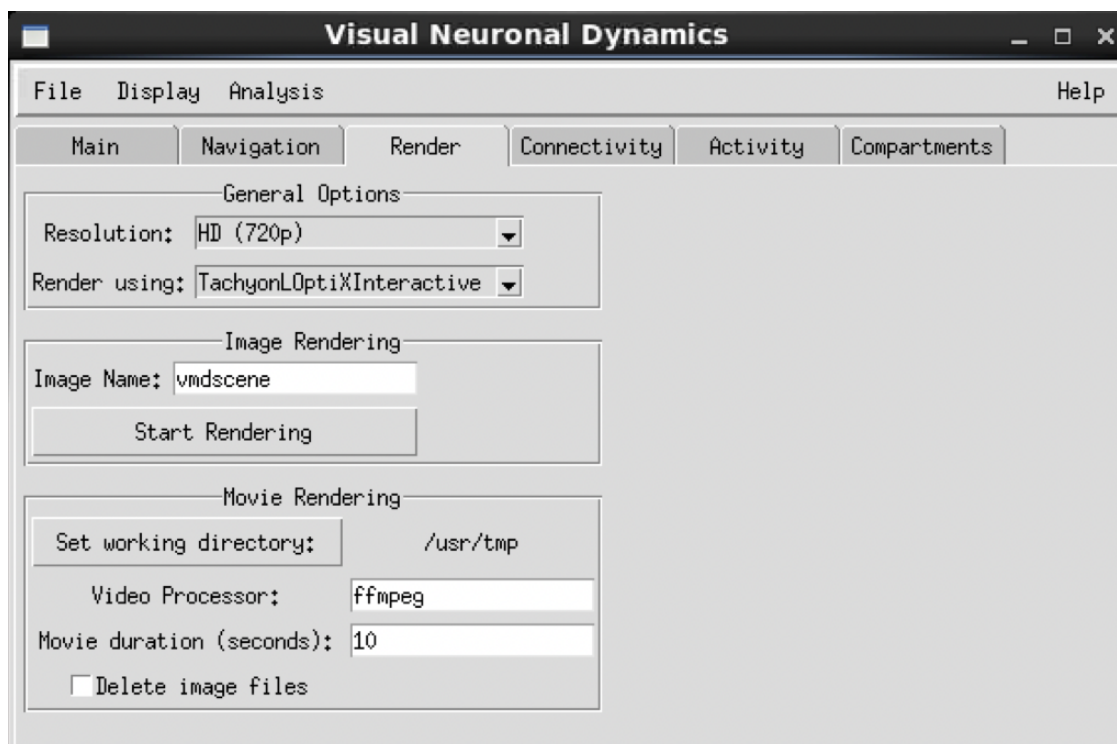 Visual Neuronal Dynamics
File Display Analysis Help
Main Navigation Render Connectivity Activity Compartments
General Options
Resolution: HD (720p)
Render using: TachyonLOptiXInteractive
Image Rendering
Image Name: vmdscene
Start Rendering
Movie Rendering
Set working directory: /usr/tmp
Video Processor: ffmpeg
Movie duration (seconds): 10
Delete image files